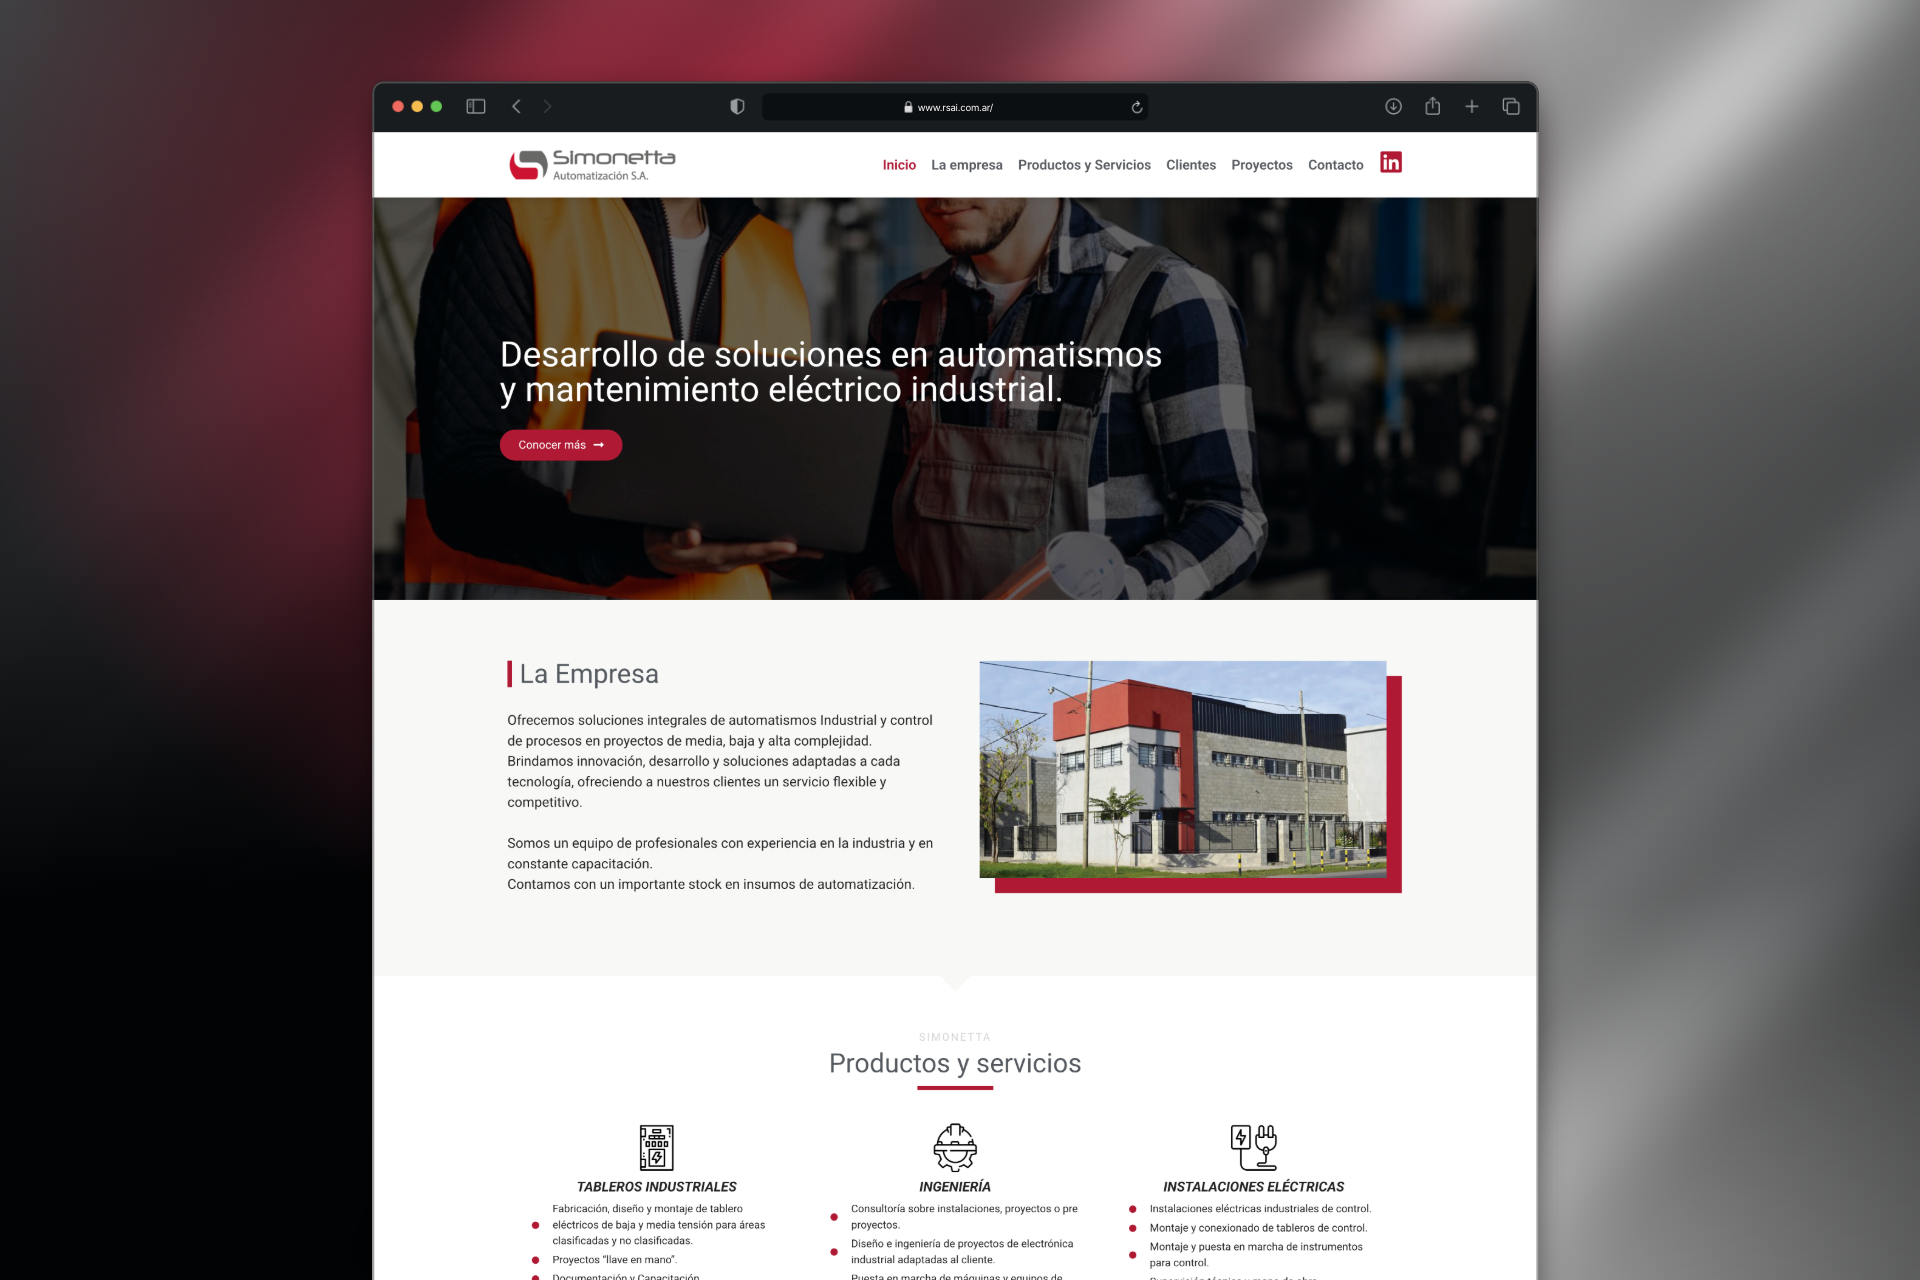 www.rsai.com.ar/
Simonetta
Automatización S.A.
Inicio La empresa Productos y Servicios Clientes Proyectos Contacto in
Desarrollo de soluciones en automatismos
y mantenimiento eléctrico industrial.
Conocer más →
La Empresa
Ofrecemos soluciones integrales de automatismos Industrial y control
de procesos en proyectos de media, baja y alta complejidad.
Brindamos innovación, desarrollo y soluciones adaptadas a cada
tecnología, ofreciendo a nuestros clientes un servicio flexible y
competitivo.
Somos un equipo de profesionales con experiencia en la industria y en
constante capacitación.
Contamos con un importante stock en insumos de automatización.
SIMONETTA
Productos y servicios
TABLEROS INDUSTRIALES
Fabricación, diseño y montaje de tablero
eléctricos de baja y media tensión para áreas
clasificadas y no clasificadas.
Proyectos “llave en mano”.
Documentación y Capacitación
INGENIERÍA
Consultoría sobre instalaciones, proyectos o pre
proyectos.
Diseño e ingeniería de proyectos de electrónica
industrial adaptadas al cliente.
Puesta en marcha de máquinas y equipos de
INSTALACIONES ELÉCTRICAS
Instalaciones eléctricas industriales de control.
Montaje y conexionado de tableros de control.
Montaje y puesta en marcha de instrumentos
para control.